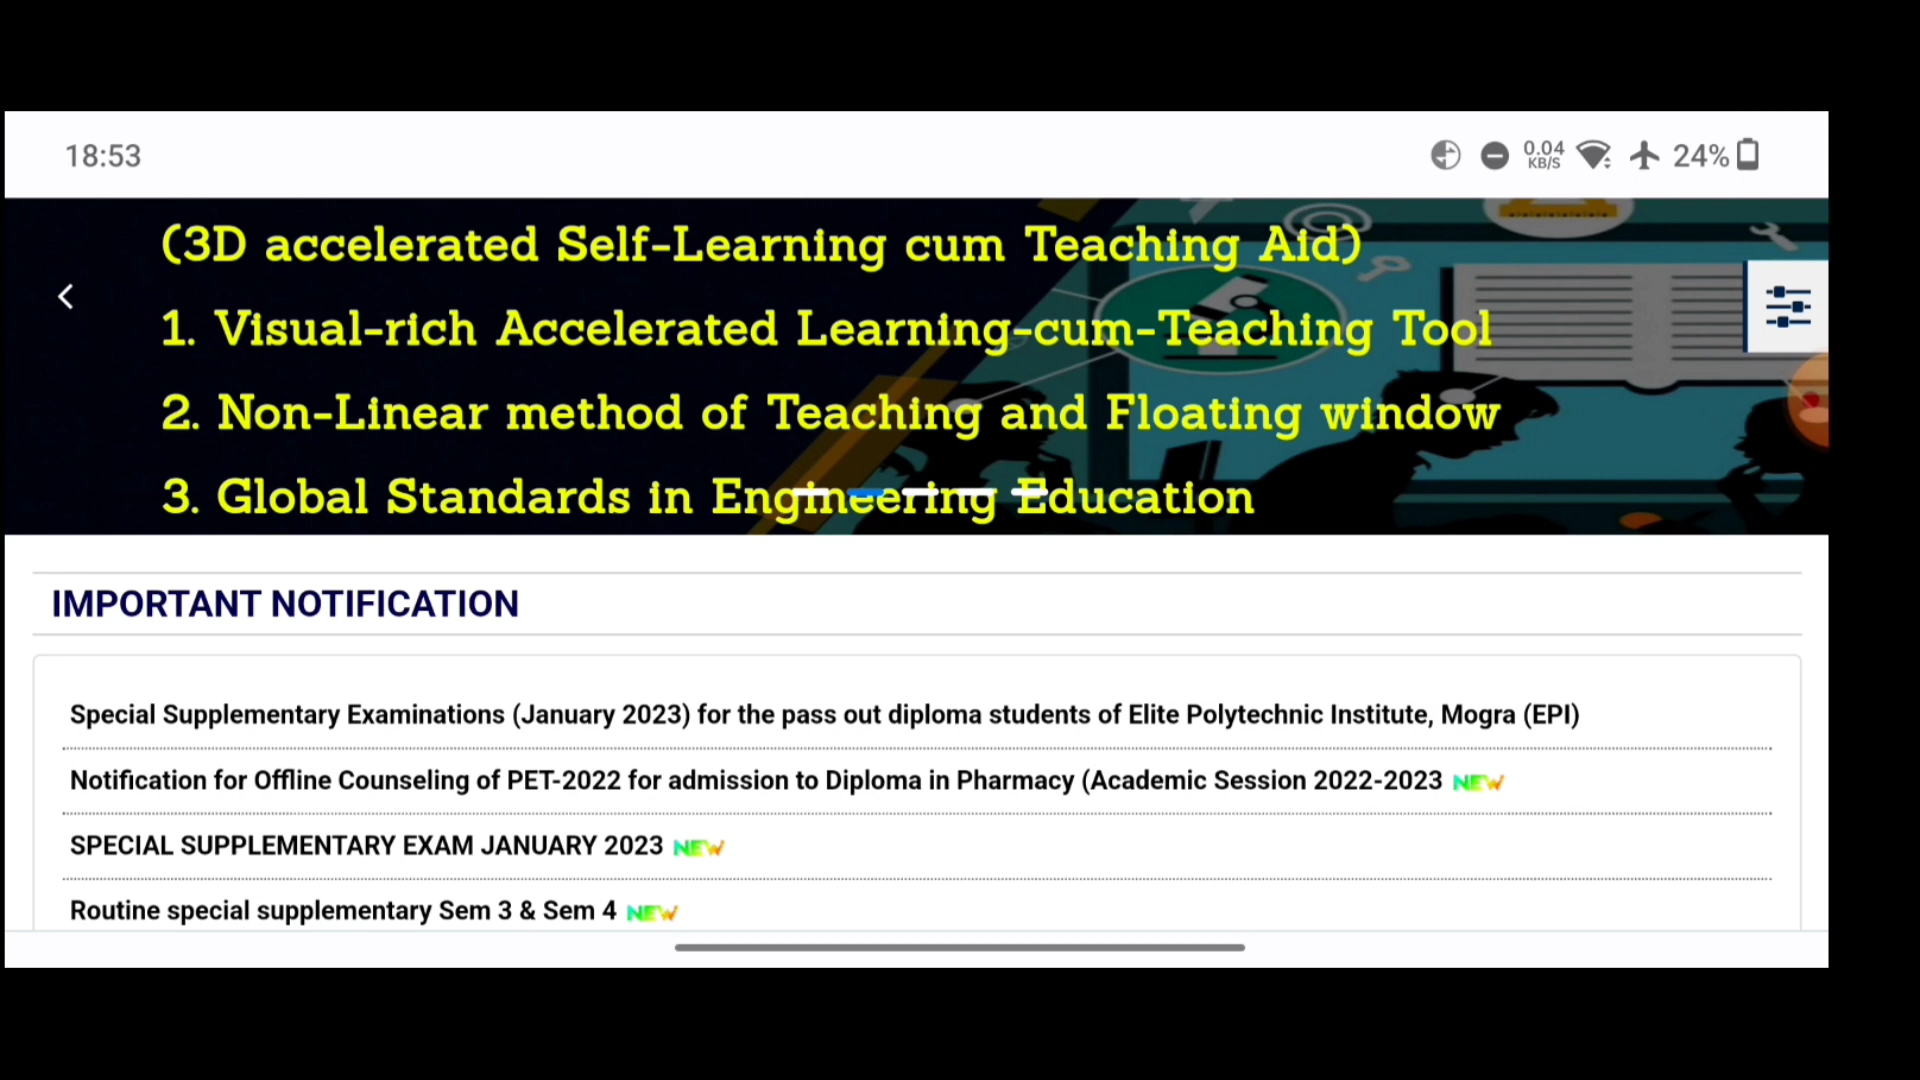 18:53
0.04
KB/S
24%
(3D accelerated Self-Learning cum Teaching Aid)
1. Visual-rich Accelerated Learning-cum-Teaching Tool
2. Non-Linear method of Teaching and Floating window
3. Global Standards in Engineering Education
IMPORTANT NOTIFICATION
Special Supplementary Examinations (January 2023) for the pass out diploma students of Elite Polytechnic Institute, Mogra (EPI)
Notification for Offline Counseling of PET-2022 for admission to Diploma in Pharmacy (Academic Session 2022-2023 NEW
SPECIAL SUPPLEMENTARY EXAM JANUARY 2023 NEW
Routine special supplementary Sem 3 & Sem 4 NEW